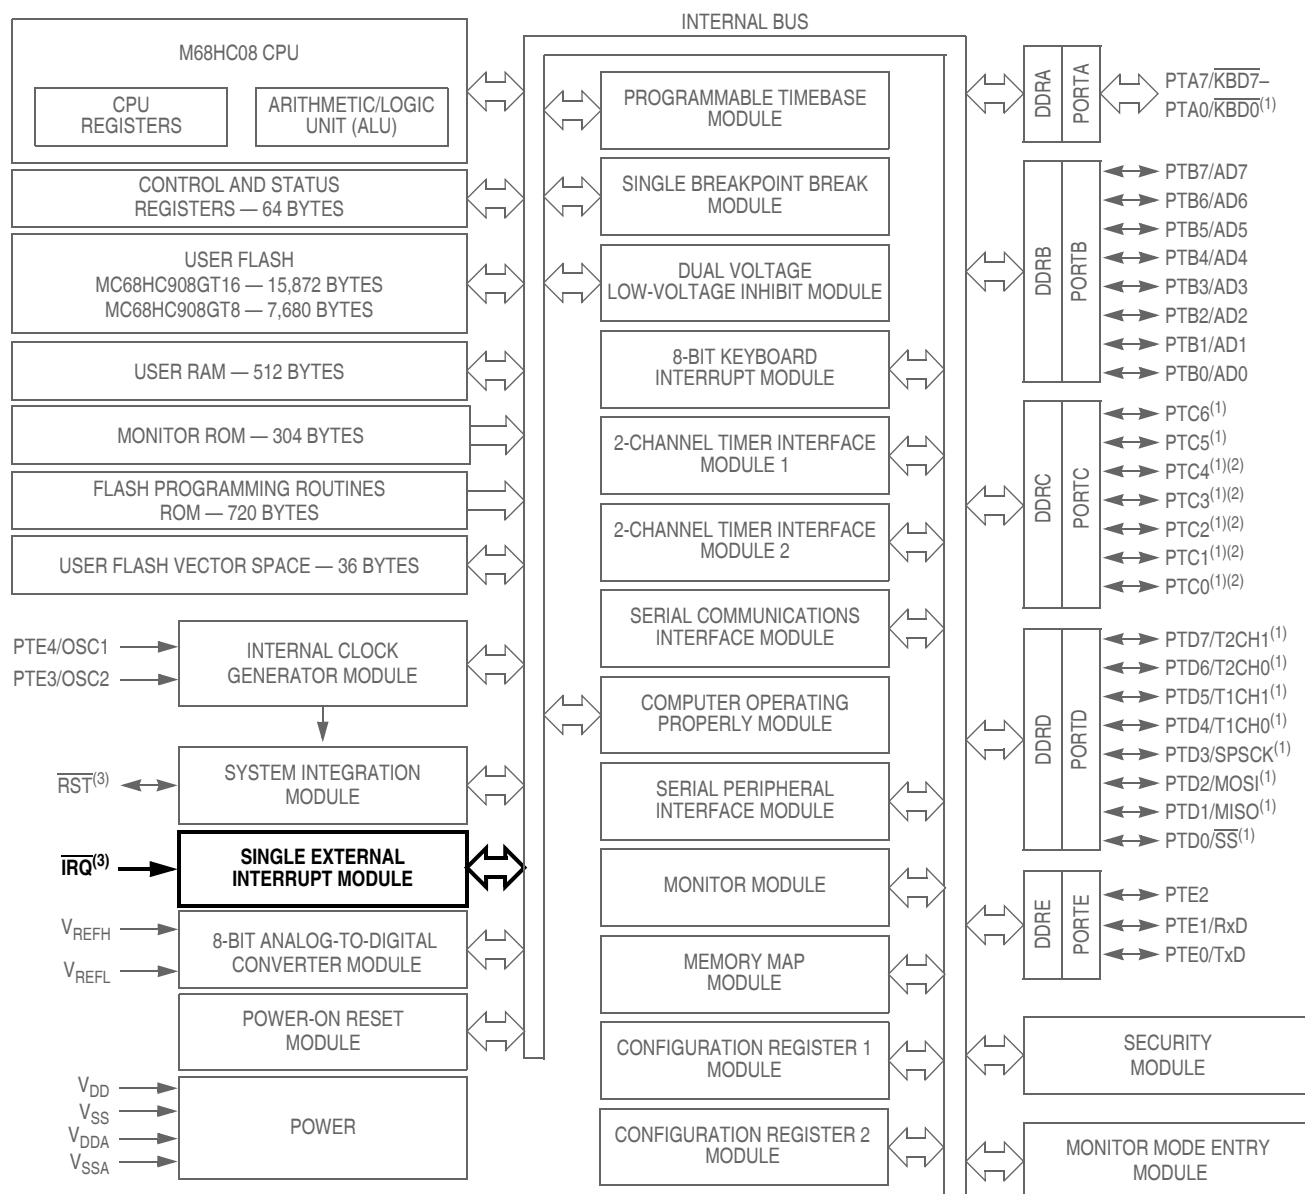 INTERNAL BUS
M68HC08 CPU
CPU
REGISTERS
ARITHMETIC/LOGIC
UNIT (ALU)
CONTROL AND STATUS
REGISTERS — 64 BYTES
USER FLASH
MC68HC908GT16 — 15,872 BYTES
MC68HC908GT8 — 7,680 BYTES
USER RAM — 512 BYTES
MONITOR ROM — 304 BYTES
FLASH PROGRAMMING ROUTINES
ROM — 720 BYTES
USER FLASH VECTOR SPACE — 36 BYTES
PTE4/OSC1
PTE3/OSC2
INTERNAL CLOCK
GENERATOR MODULE
RST(3)
SYSTEM INTEGRATION
MODULE
IRQ(3)
SINGLE EXTERNAL
INTERRUPT MODULE
VREFH
VREFL
8-BIT ANALOG-TO-DIGITAL
CONVERTER MODULE
POWER-ON RESET
MODULE
VDD
VSS
VDDA
VSSA
POWER
PROGRAMMABLE TIMEBASE
MODULE
SINGLE BREAKPOINT BREAK
MODULE
DUAL VOLTAGE
LOW-VOLTAGE INHIBIT MODULE
8-BIT KEYBOARD
INTERRUPT MODULE
2-CHANNEL TIMER INTERFACE
MODULE 1
2-CHANNEL TIMER INTERFACE
MODULE 2
SERIAL COMMUNICATIONS
INTERFACE MODULE
COMPUTER OPERATING
PROPERLY MODULE
SERIAL PERIPHERAL
INTERFACE MODULE
MONITOR MODULE
MEMORY MAP
MODULE
CONFIGURATION REGISTER 1
MODULE
CONFIGURATION REGISTER 2
MODULE
DDRA
PORTA
PTA7/KBD7–
PTA0/KBD0(1)
DDRB
PORTB
PTB7/AD7
PTB6/AD6
PTB5/AD5
PTB4/AD4
PTB3/AD3
PTB2/AD2
PTB1/AD1
PTB0/AD0
DDRC
PORTC
PTC6(1)
PTC5(1)
PTC4(1)(2)
PTC3(1)(2)
PTC2(1)(2)
PTC1(1)(2)
PTC0(1)(2)
DDRD
PORTD
PTD7/T2CH1(1)
PTD6/T2CH0(1)
PTD5/T1CH1(1)
PTD4/T1CH0(1)
PTD3/SPSCK(1)
PTD2/MOSI(1)
PTD1/MISO(1)
PTD0/SS(1)
DDRE
PORTE
PTE2
PTE1/RxD
PTE0/TxD
SECURITY
MODULE
MONITOR MODE ENTRY
MODULE